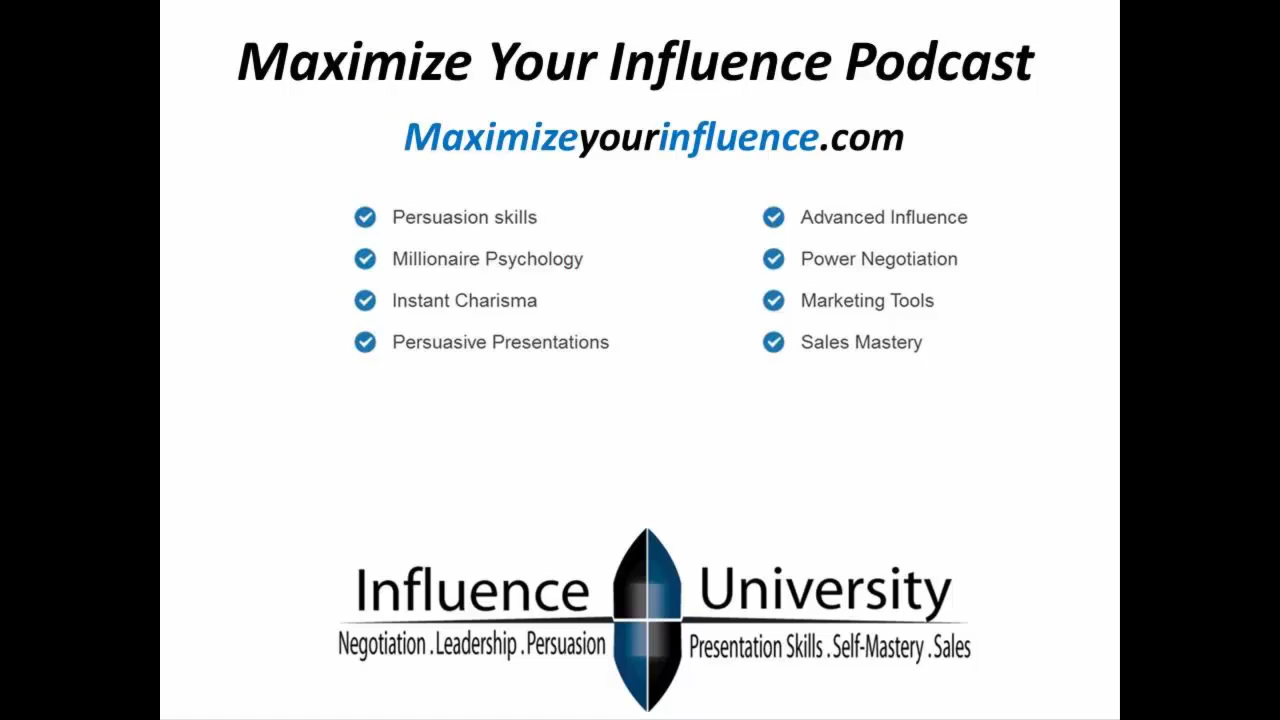 Maximize Your Influence Podcast
Maximizeyourinfluence.com
Persuasion skills
Millionaire Psychology
Instant Charisma
Persuasive Presentations
Advanced Influence
Power Negotiation
Marketing Tools
Sales Mastery
Influence University
Negotiation . Leadership . Persuasion Presentation Skills . Self-Mastery . Sales